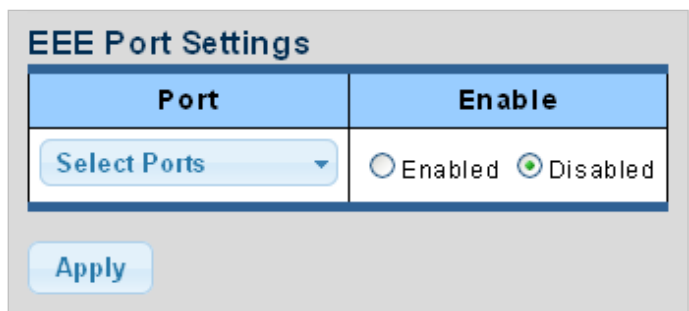 EEE Port Settings
Port Enable
Select Ports Enabled Disabled
Apply